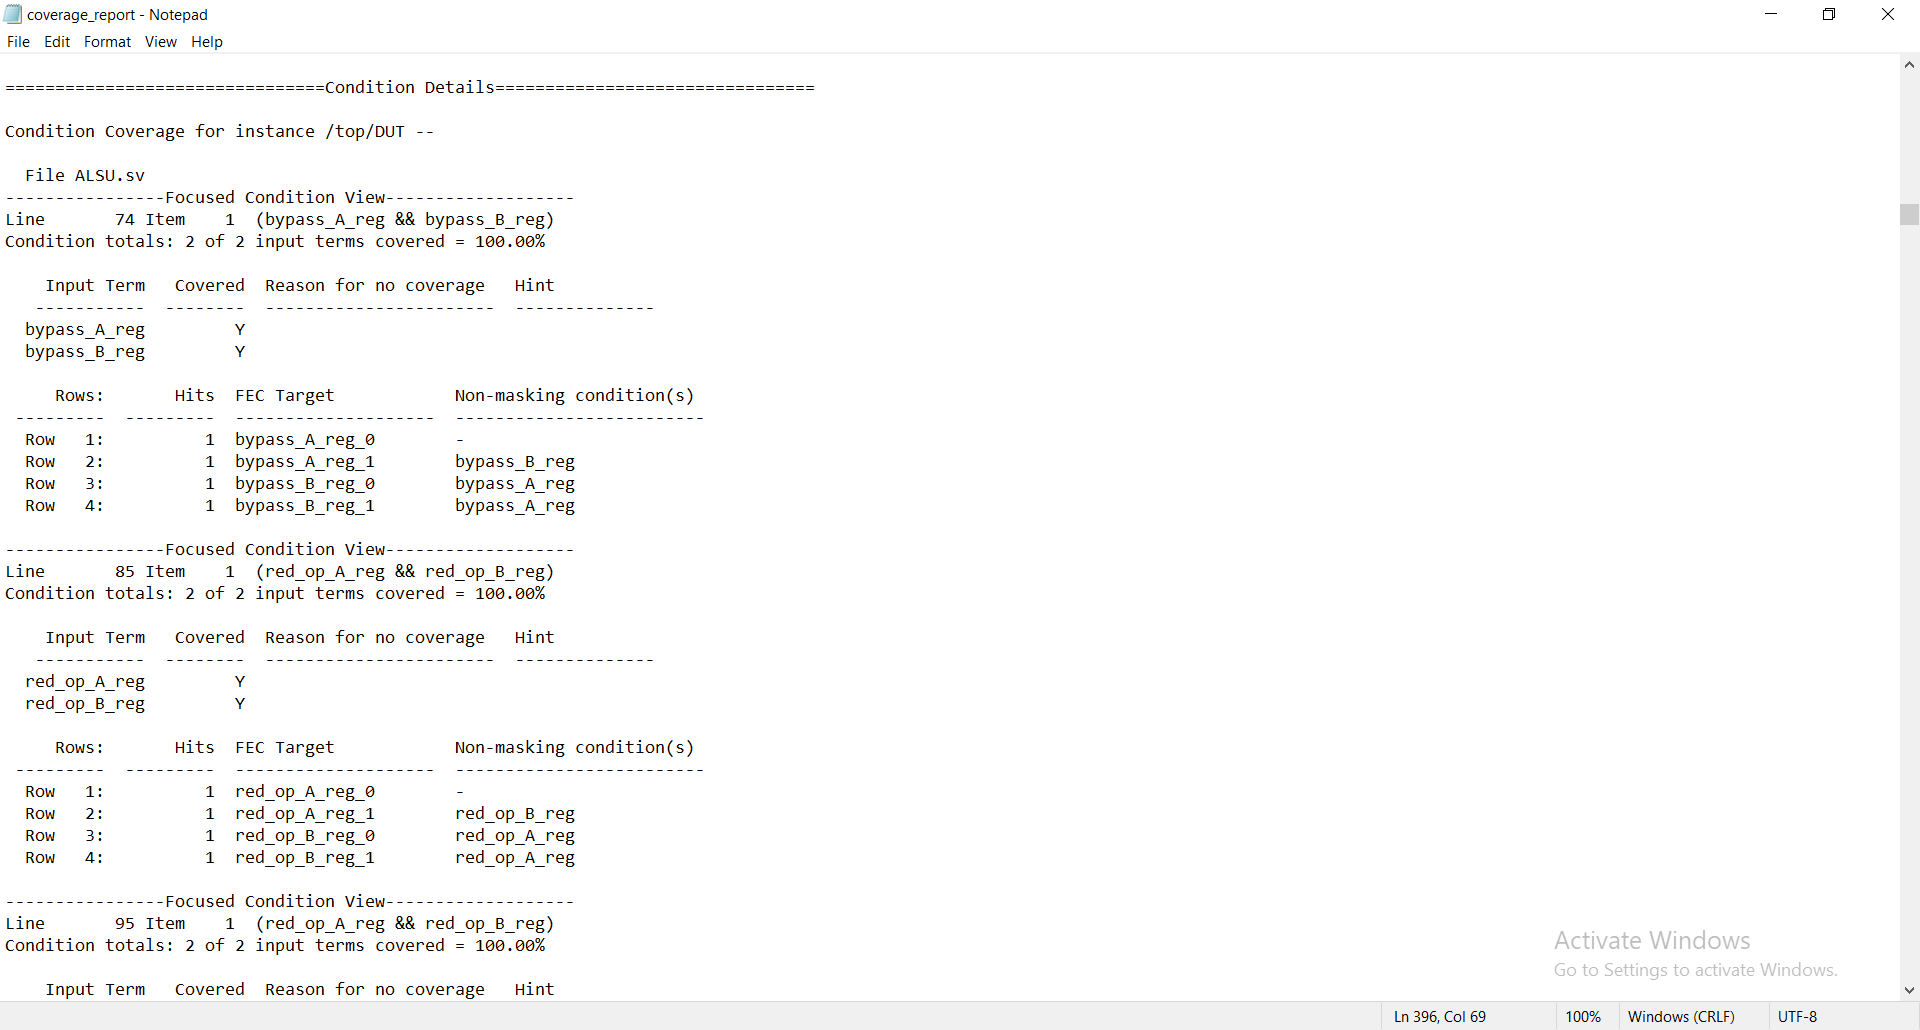 coverage_report - Notepad
File Edit Format View Help
================================Condition Details================================
Condition Coverage for instance /top/DUT --
File ALSU.sv
----------------Focused Condition View-------------------
Line       74 Item    1  (bypass_A_reg && bypass_B_reg)
Condition totals: 2 of 2 input terms covered = 100.00%
Input Term   Covered  Reason for no coverage   Hint
-----------  --------  -----------------------  --------------
bypass_A_reg         Y
bypass_B_reg         Y
Rows:       Hits  FEC Target            Non-masking condition(s)
---------  ---------  --------------------  -------------------------
Row   1:          1  bypass_A_reg_0        -
Row   2:          1  bypass_A_reg_1        bypass_B_reg
Row   3:          1  bypass_B_reg_0        bypass_A_reg
Row   4:          1  bypass_B_reg_1        bypass_A_reg
----------------Focused Condition View-------------------
Line       85 Item    1  (red_op_A_reg && red_op_B_reg)
Condition totals: 2 of 2 input terms covered = 100.00%
Input Term   Covered  Reason for no coverage   Hint
-----------  --------  -----------------------  --------------
red_op_A_reg         Y
red_op_B_reg         Y
Rows:       Hits  FEC Target            Non-masking condition(s)
---------  ---------  --------------------  -------------------------
Row   1:          1  red_op_A_reg_0        -
Row   2:          1  red_op_A_reg_1        red_op_B_reg
Row   3:          1  red_op_B_reg_0        red_op_A_reg
Row   4:          1  red_op_B_reg_1        red_op_A_reg
----------------Focused Condition View-------------------
Line       95 Item    1  (red_op_A_reg && red_op_B_reg)
Condition totals: 2 of 2 input terms covered = 100.00%
Input Term   Covered  Reason for no coverage   Hint
Activate Windows
Go to Settings to activate Windows.
Ln 396, Col 69 100% Windows (CRLF) UTF-8